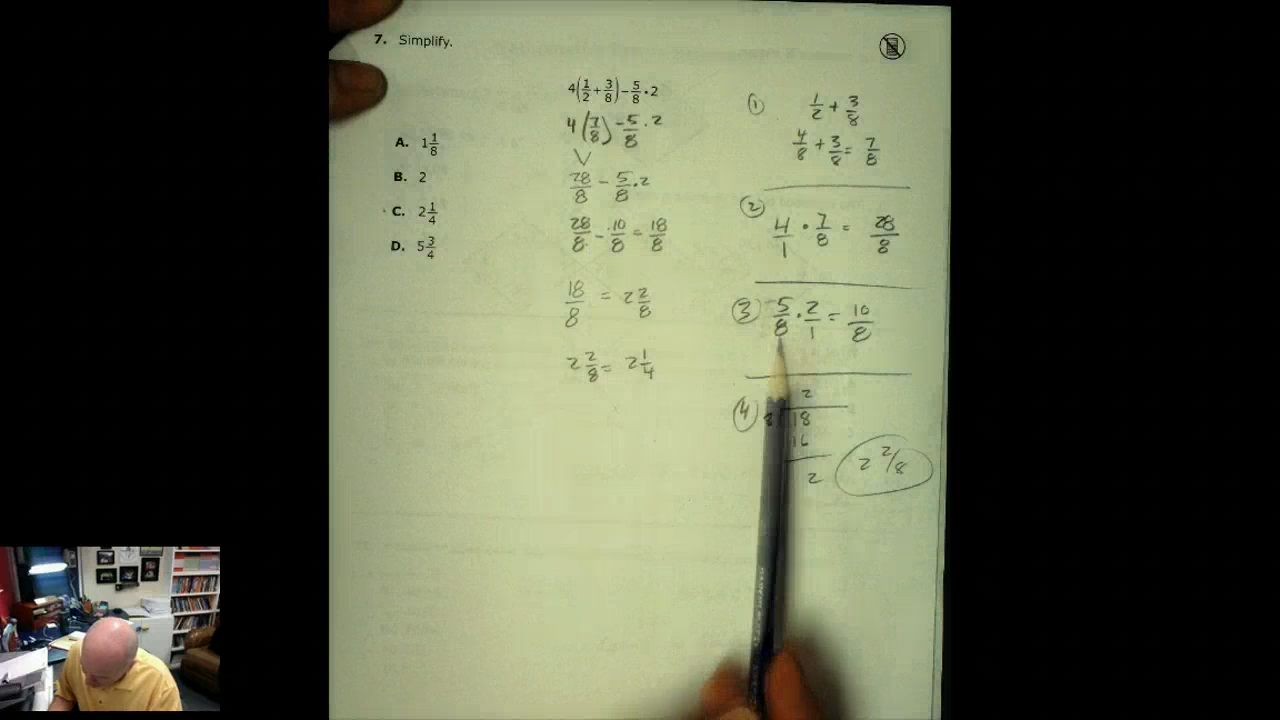 7. Simplify.
4(1/2 + 3/8) − 5/8 • 2
A. 1 1/8
B. 2
C. 2 1/4
D. 5 3/4
4(7/8) − 5/8 · 2
28/8 − 5/8 · 2
28/8 − 10/8 = 18/8
18/8 = 2 2/8
2 2/8 = 2 1/4
① 1/2 + 3/8
4/8 + 3/8 = 7/8
② 4/1 · 7/8 = 28/8
③ 5/8 · 2/1 = 10/8
④ 2
8 18
16
2
2 2/8